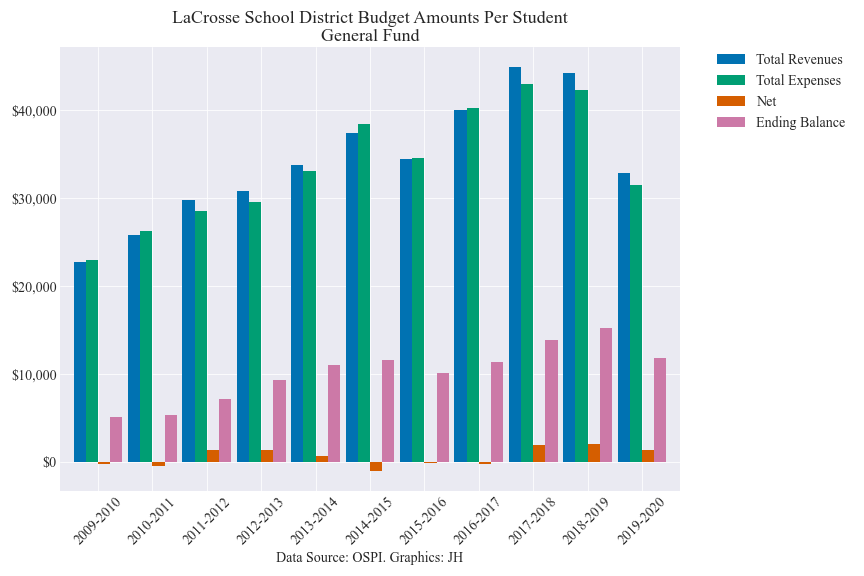 LaCrosse School District Budget Amounts Per Student
General Fund
Total Revenues
Total Expenses
Net
Ending Balance
$40,000
$30,000
$20,000
$10,000
$0
2009-2010
2010-2011
2011-2012
2012-2013
2013-2014
2014-2015
2015-2016
2016-2017
2017-2018
2018-2019
2019-2020
Data Source: OSPI. Graphics: JH